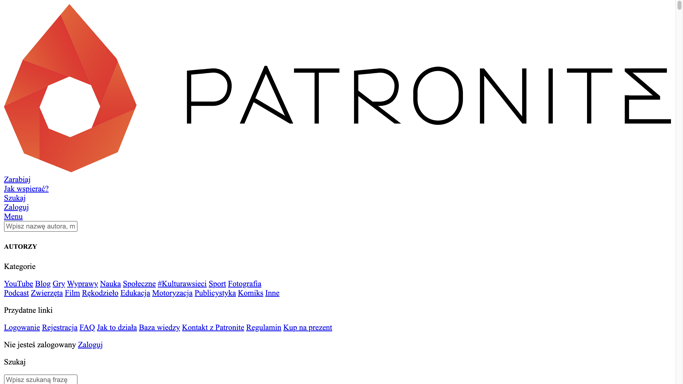 PATRONITE
Zarabiaj
Jak wspierać?
Szukaj
Zaloguj
Menu
Wpisz nazwę autora, m
AUTORZY
Kategorie
YouTube Blog Gry Wyprawy Nauka Społeczne #Kulturawsieci Sport Fotografia
Podcast Zwierzęta Film Rękodzieło Edukacja Motoryzacja Publicystyka Komiks Inne
Przydatne linki
Logowanie Rejestracja FAQ Jak to działa Baza wiedzy Kontakt z Patronite Regulamin Kup na prezent
Nie jesteś zalogowany Zaloguj
Szukaj
Wpisz szukaną frazę